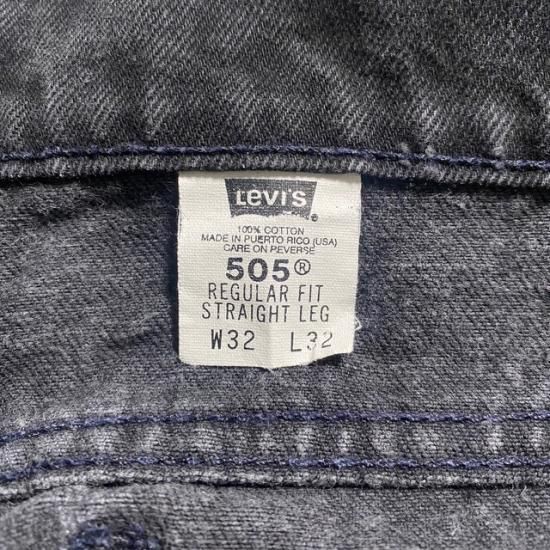 Levi's
100% COTTON
MADE IN PUERTO RICO (USA)
CARE ON REVERSE
505®
REGULAR FIT
STRAIGHT LEG
W32 L32